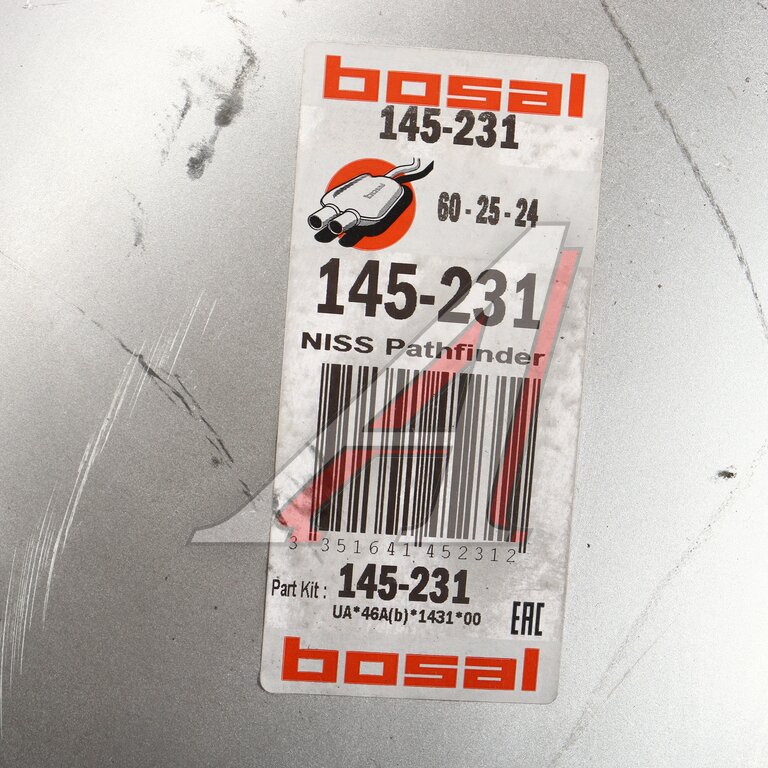 bosal
145-231
bosal
60-25-24
145-231
NISS Pathfinder
3 351641 452312
Part Kit: 145-231
UA*46A(b)*1431*00
EAC
bosal